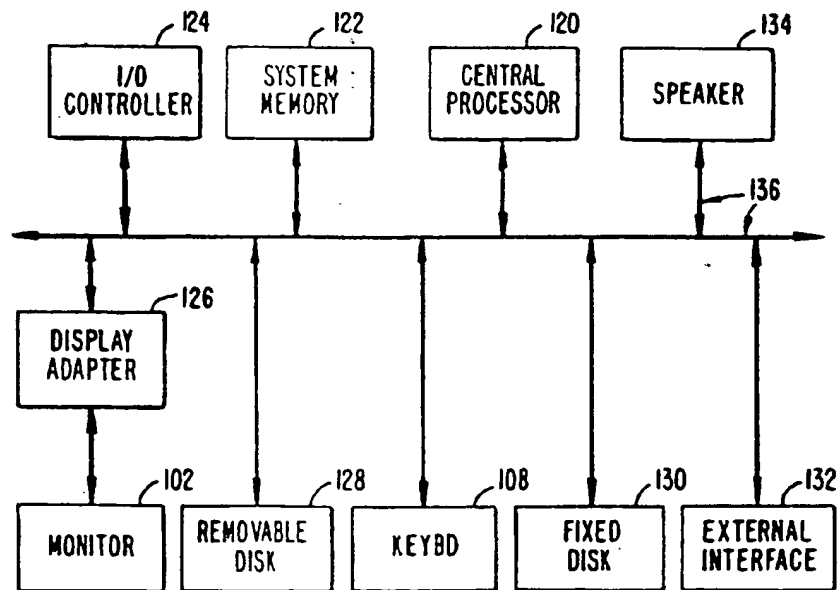 124
122
120
134
I/O
CONTROLLER
SYSTEM
MEMORY
CENTRAL
PROCESSOR
SPEAKER
136
126
DISPLAY
ADAPTER
102
128
108
130
132
MONITOR
REMOVABLE
DISK
KEYBD
FIXED
DISK
EXTERNAL
INTERFACE